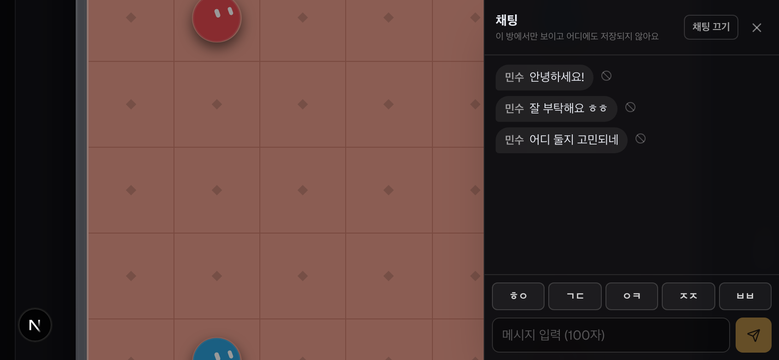 채팅
이 방에서만 보이고 어디에도 저장되지 않아요
채팅 끄기
민수 안녕하세요!
민수 잘 부탁해요 ㅎㅎ
민수 어디 둘지 고민되네
ㅎㅇ ㄱㄷ ㅇㅋ ㅈㅈ ㅂㅂ
메시지 입력 (100자)
N